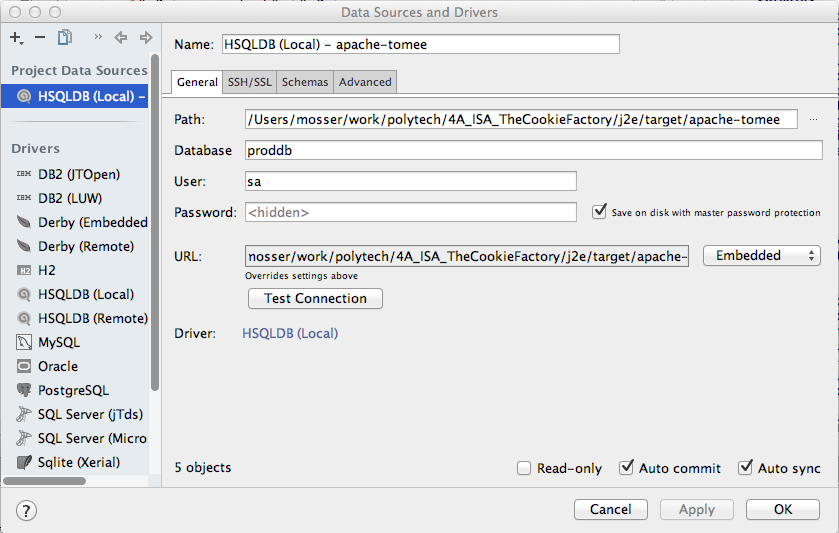 Data Sources and Drivers
Name: HSQLDB (Local) – apache-tomee
Project Data Sources
HSQLDB (Local) –
Drivers
DB2 (JTOpen)
DB2 (LUW)
Derby (Embedded
Derby (Remote)
H2
HSQLDB (Local)
HSQLDB (Remote)
MySQL
Oracle
PostgreSQL
SQL Server (jTds)
SQL Server (Micro
Sqlite (Xerial)
General SSH/SSL Schemas Advanced
Path: /Users/mosser/work/polytech/4A_ISA_TheCookieFactory/j2e/target/apache-tomee ...
Database proddb
User: sa
Password: <hidden> Save on disk with master password protection
URL: nosser/work/polytech/4A_ISA_TheCookieFactory/j2e/target/apache- Embedded
Overrides settings above
Test Connection
Driver: HSQLDB (Local)
5 objects Read-only Auto commit Auto sync
? Cancel Apply OK